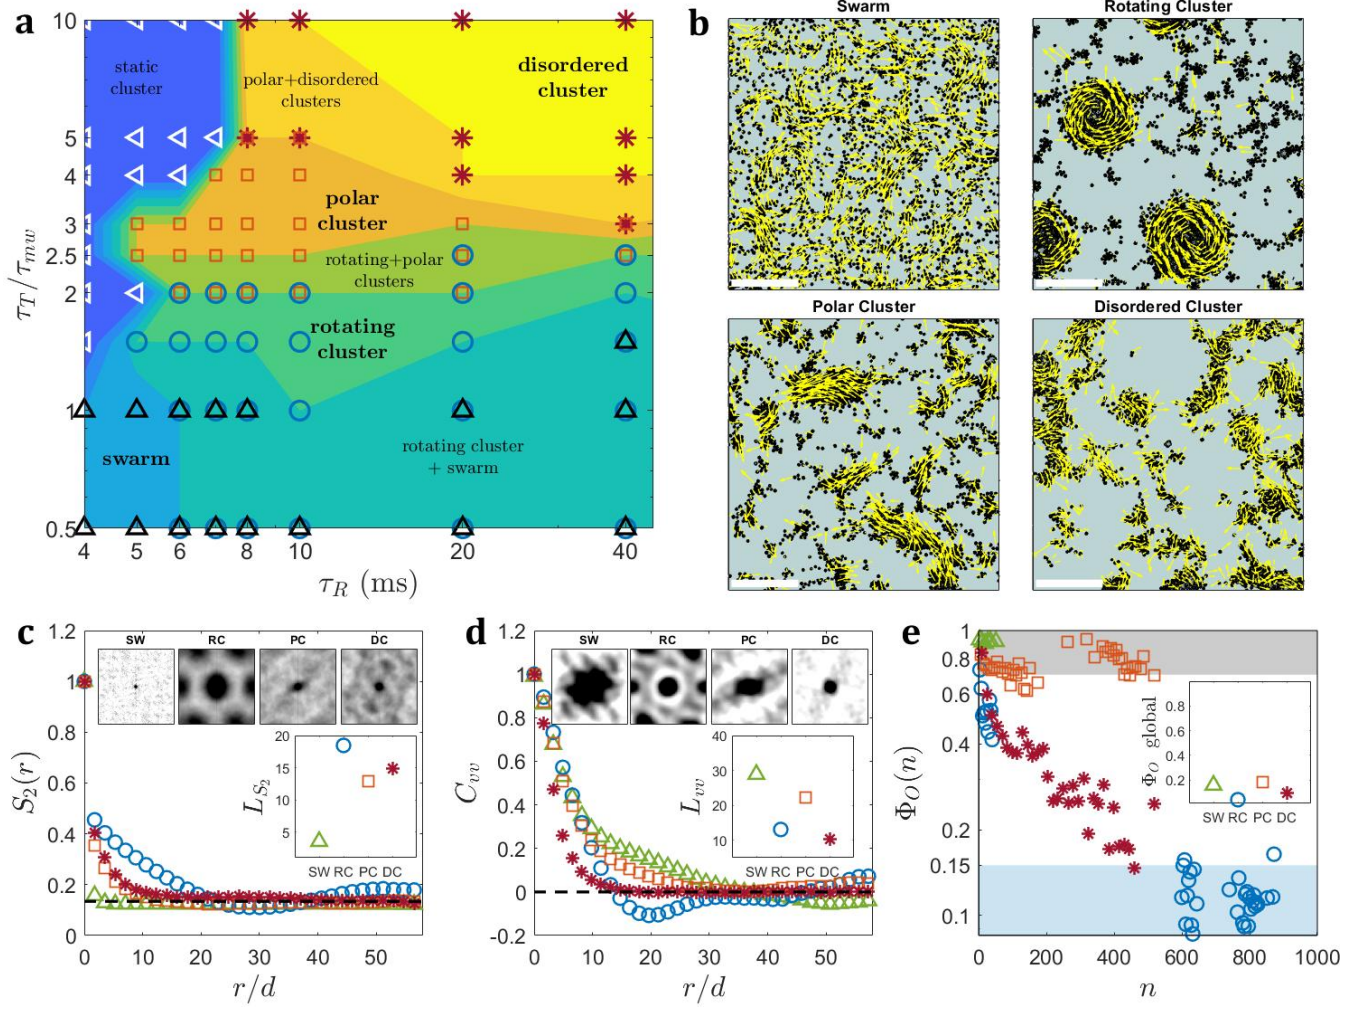 a
10
5
4
3
2.5
2
1
0.5
τ_T/τ_mw
static
cluster
polar+disordered
clusters
disordered
cluster
polar
cluster
rotating+polar
clusters
rotating
cluster
rotating cluster
+ swarm
swarm
4 5 6 7 8 10 20 40
τ_R (ms)
b
Swarm
Rotating Cluster
Polar Cluster
Disordered Cluster
c
1.2
1
0.8
0.6
0.4
0.2
0
S_2(r)
SW RC PC DC
20
15
10
5
L_{S_2}
SW RC PC DC
0 10 20 30 40 50
r/d
d
1.2
1
0.8
0.6
0.4
0.2
0
-0.2
C_vv
SW RC PC DC
40
30
20
10
L_vv
SW RC PC DC
0 10 20 30 40 50
r/d
e
1
0.8
0.6
0.4
0.2
0.15
0.1
Φ_O(n)
0.8
0.6
0.4
0.2
Φ_O global
SW RC PC DC
0 200 400 600 800 1000
n